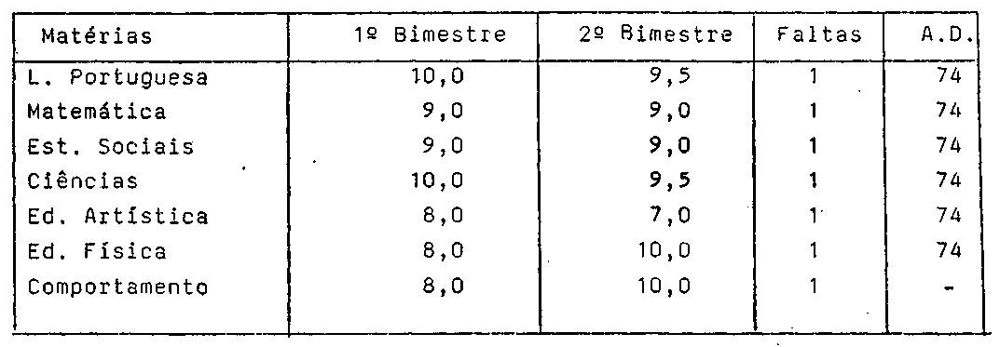 Matérias 1º Bimestre 2º Bimestre Faltas A.D.
L. Portuguesa 10,0 9,5 1 74
Matemática 9,0 9,0 1 74
Est. Sociais 9,0 9,0 1 74
Ciências 10,0 9,5 1 74
Ed. Artística 8,0 7,0 1 74
Ed. Física 8,0 10,0 1 74
Comportamento 8,0 10,0 1 -